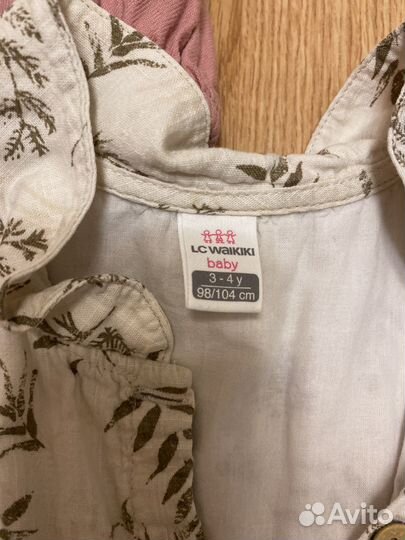 LC WAIKIKI
baby
3 - 4 y
98/104 cm
Avito